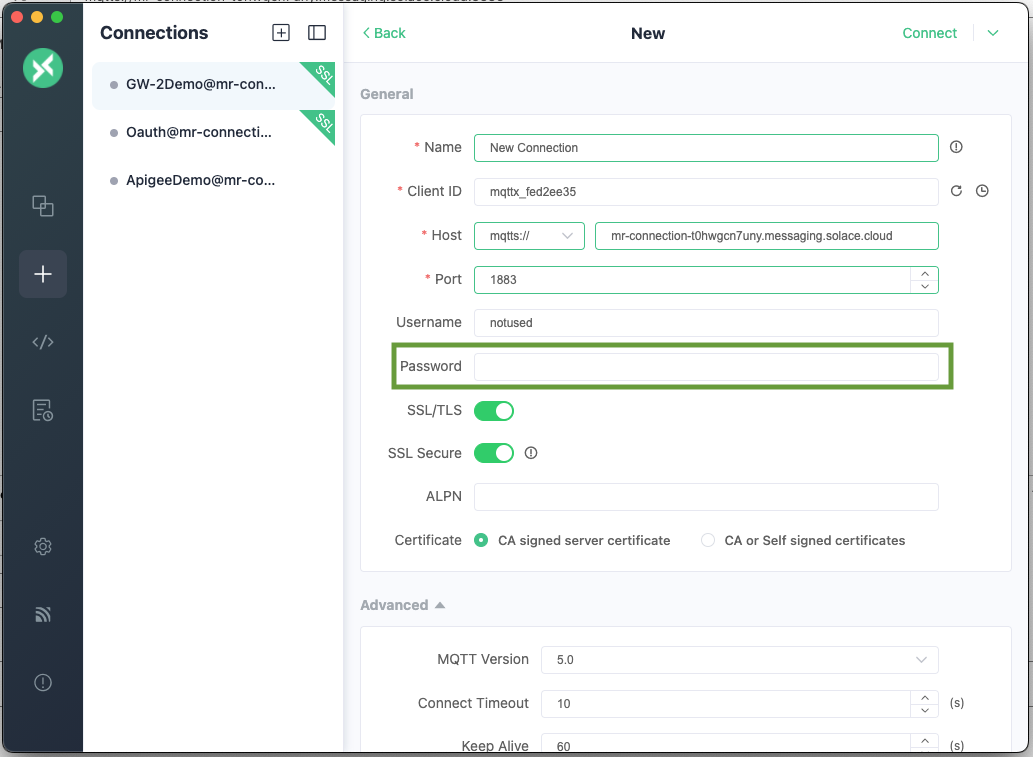 Connections
GW-2Demo@mr-con...
SSL
Oauth@mr-connecti...
SSL
ApigeeDemo@mr-co...
Back
New
Connect
General
* Name
New Connection
* Client ID
mqttx_fed2ee35
* Host
mqtts://
mr-connection-t0hwgcn7uny.messaging.solace.cloud
* Port
1883
Username
notused
Password
SSL/TLS
SSL Secure
ALPN
Certificate
CA signed server certificate
CA or Self signed certificates
Advanced
MQTT Version
5.0
Connect Timeout
10
(s)
Keep Alive
60
(s)